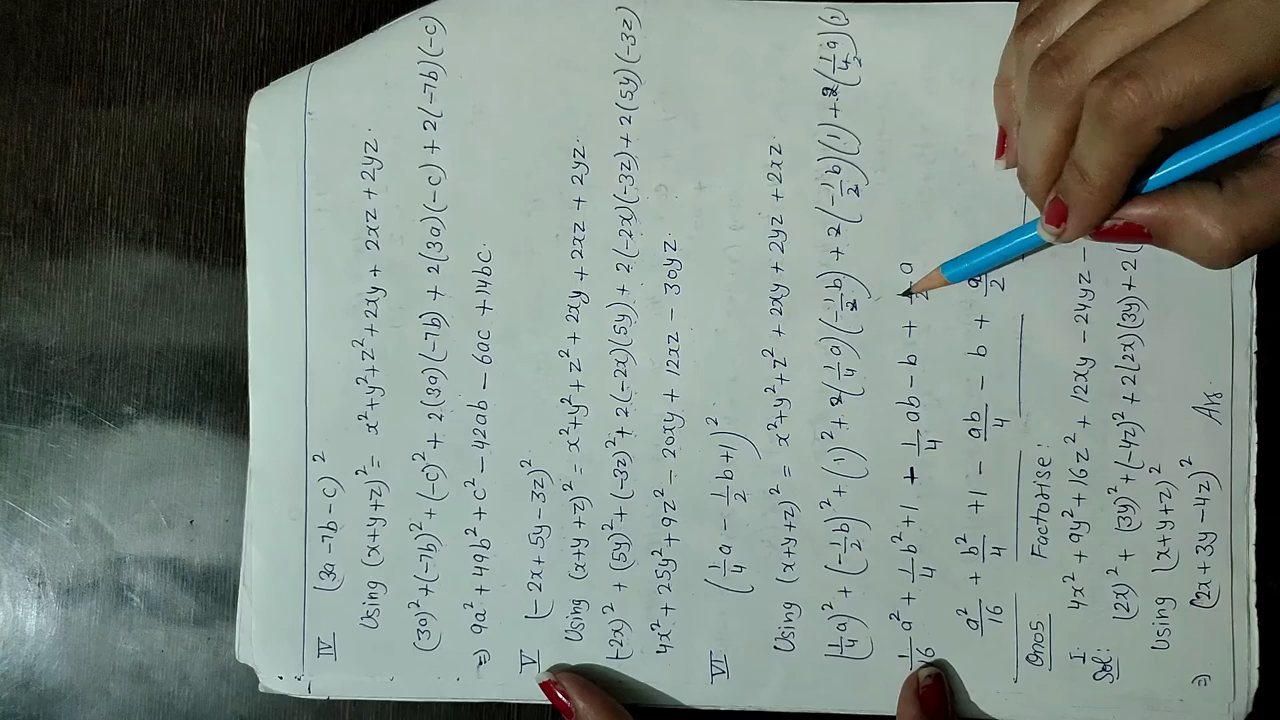 IV (3a - 7b - c)²
Using (x+y+z)² = x²+y²+z²+2xy + 2xz + 2yz.
(3a)²+(-7b)²+(-c)²+2(3a)(-7b)+2(3a)(-c)+2(-7b)(-c)
⇒ 9a²+49b²+c²-42ab-6ac+14bc.
V (-2x+5y-3z)².
Using (x+y+z)² = x²+y²+z²+2xy+2xz+2yz.
(-2x)²+(5y)²+(-3z)²+2(-2x)(5y)+2(-2x)(-3z)+2(5y)(-3z)
4x²+25y²+9z²-20xy+12xz-30yz.
VI (1/4 a - 1/2 b+1)²
Using (x+y+z)² = x²+y²+z²+2xy+2yz+2xz
(1/4 a)²+(-1/2 b)²+(1)²+2(1/4 a)(-1/2 b)+2(-1/2 b)(1)+2(1/4 a)(1)
1/16 a²+1/4 b²+1+1/4 ab-b+ a
a²/16+b²/4+1-ab/4-b+a/2
Qno5 Factorise:
I. 4x²+9y²+16z²+12xy-24yz-
Sol: (2x)²+(3y)²+(-4z)²+2(2x)(3y)+2(
Using (x+y+z)²
⇒ (2x+3y-4z)² Ans.